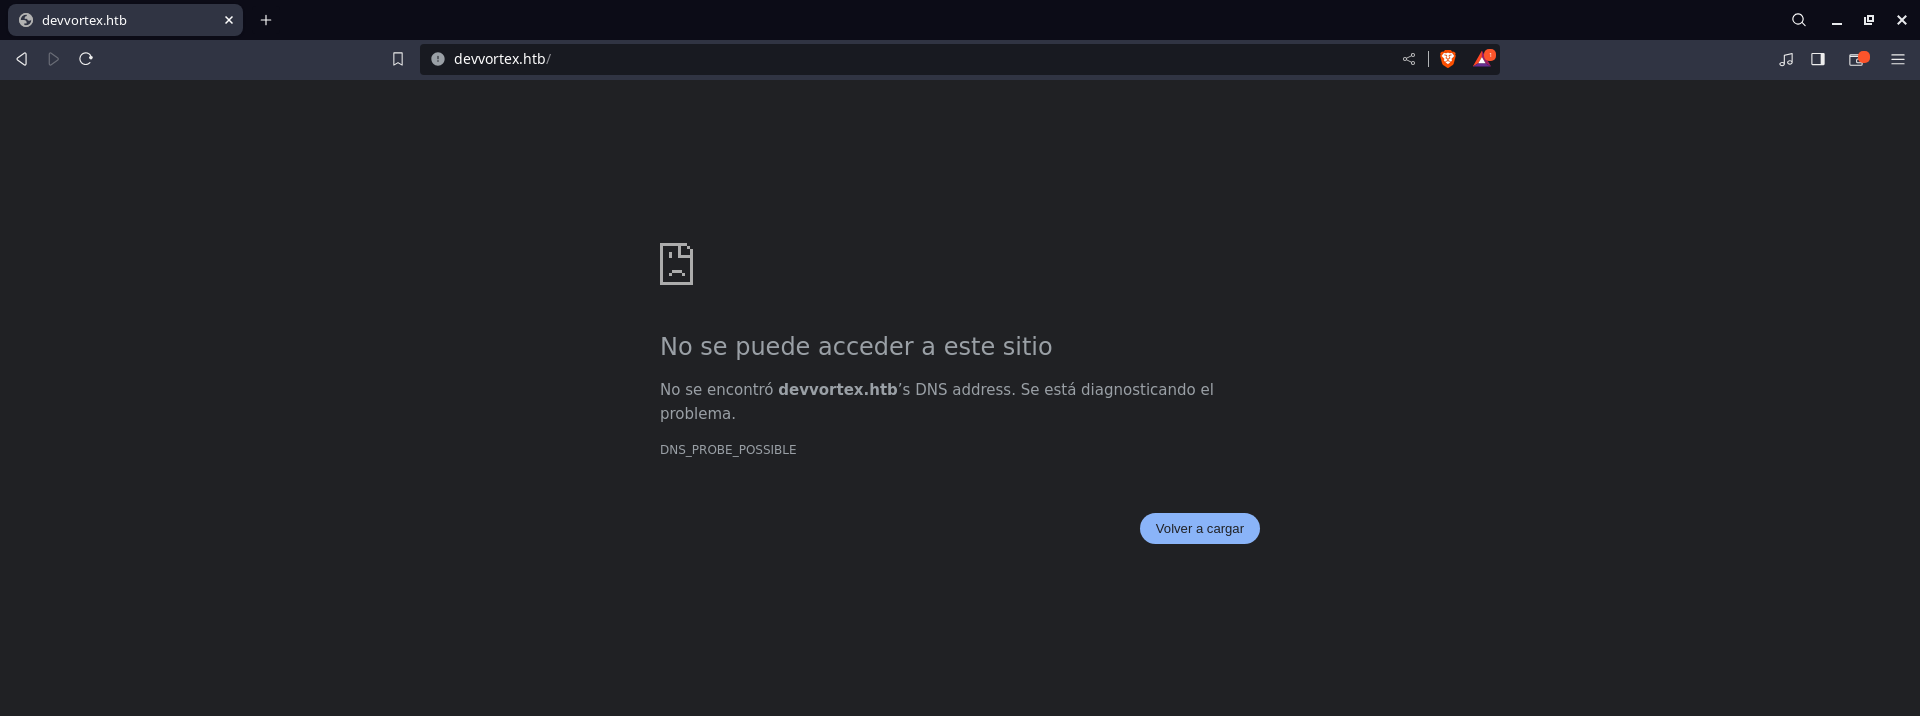 devvortex.htb
devvortex.htb/
No se puede acceder a este sitio
No se encontró devvortex.htb's DNS address. Se está diagnosticando el
problema.
DNS_PROBE_POSSIBLE
Volver a cargar